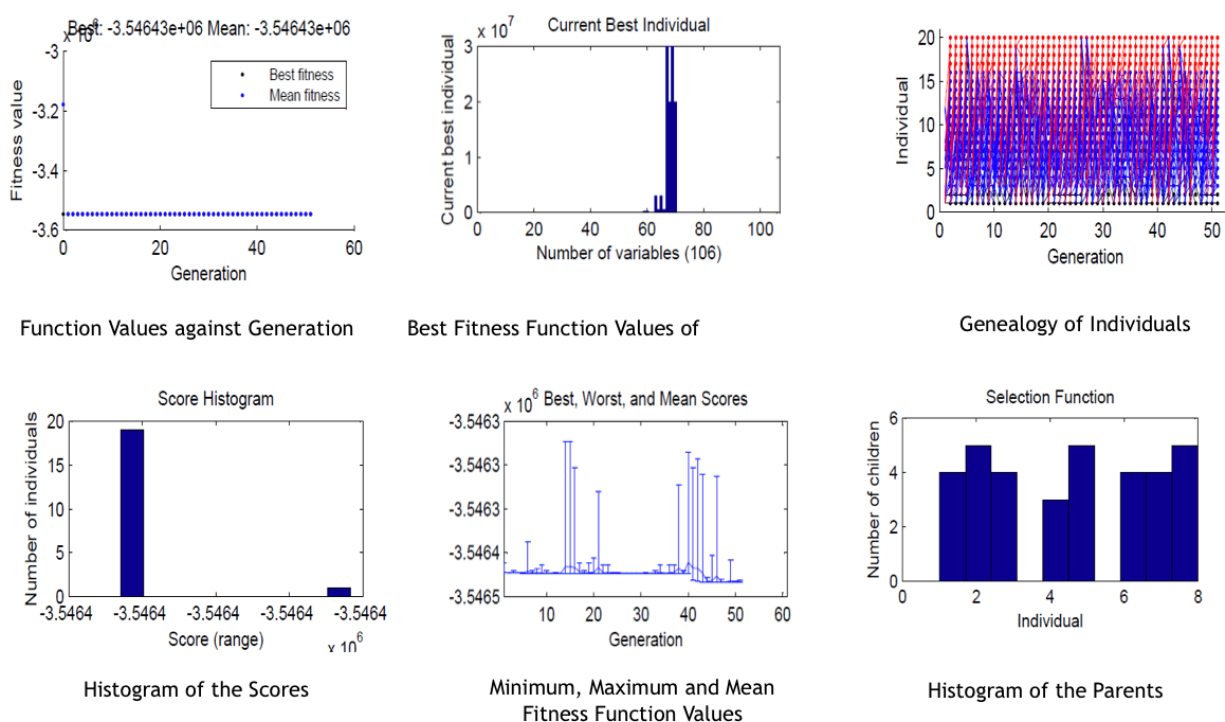 Best: -3.54643e+06 Mean: -3.54643e+06
x 10⁶
-3
-3.2
-3.4
-3.6
Fitness value
Best fitness
Mean fitness
0
20
40
60
Generation
Function Values against Generation
x 10⁷
Current Best Individual
3
2
1
0
Current best individual
0
20
40
60
80
100
Number of variables (106)
Best Fitness Function Values of
20
15
10
5
0
Individual
0
10
20
30
40
50
Generation
Genealogy of Individuals
Score Histogram
20
15
10
5
0
Number of individuals
-3.5464
-3.5464
-3.5464
-3.5464
-3.5464
Score (range)
x 10⁶
Histogram of the Scores
x 10⁶ Best, Worst, and Mean Scores
-3.5463
-3.5463
-3.5463
-3.5464
-3.5465
10
20
30
40
50
60
Generation
Minimum, Maximum and Mean
Fitness Function Values
Selection Function
6
4
2
0
Number of children
0
2
4
6
8
Individual
Histogram of the Parents